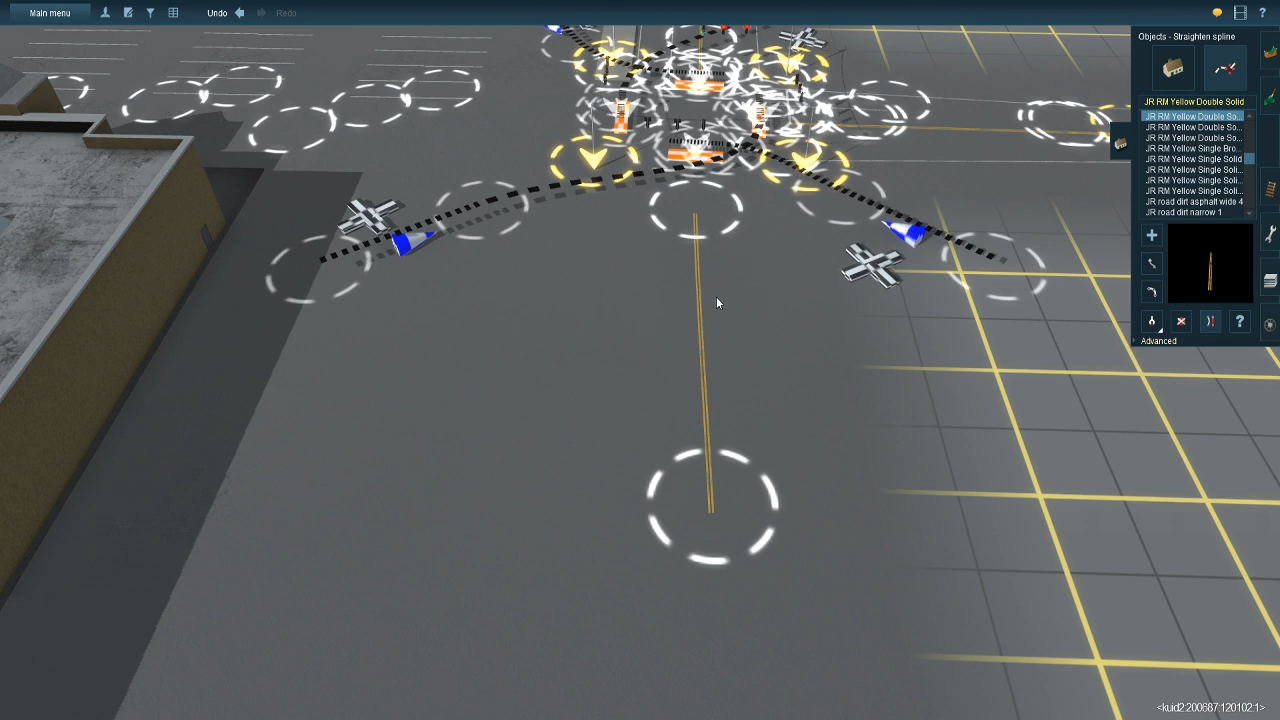 Main menu
Undo
Redo
Objects - Straighten spline
JR RM Yellow Double Solid
JR RM Yellow Double So...
JR RM Yellow Double So...
JR RM Yellow Double So...
JR RM Yellow Single Bro...
JR RM Yellow Single Solid
JR RM Yellow Single Soli...
JR RM Yellow Single Soli...
JR RM Yellow Single Soli...
JR road dirt asphalt wide 4
JR road dirt narrow 1
?
?
Advanced
<kuid2:200687:120102:1>